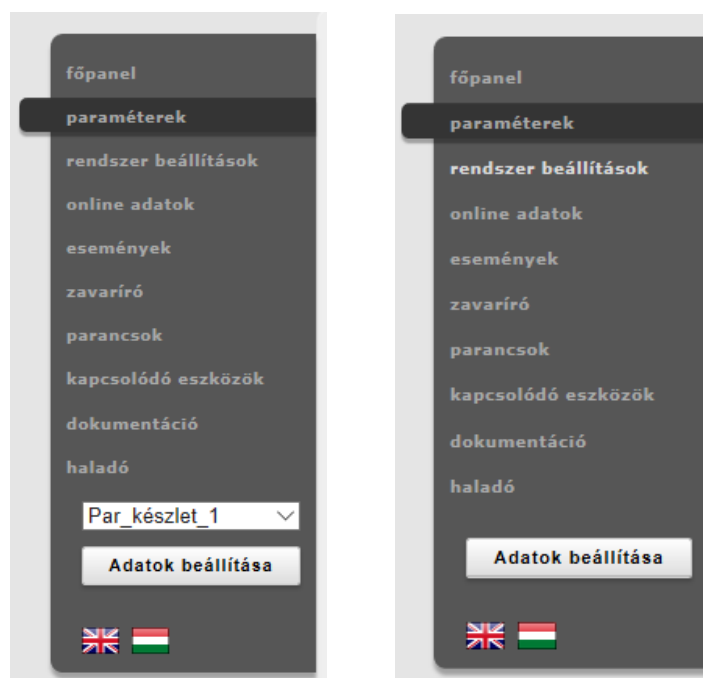 főpanel
paraméterek
rendszer beállítások
online adatok
események
zavaríró
parancsok
kapcsolódó eszközök
dokumentáció
haladó
Par_készlet_1
Adatok beállítása
főpanel
paraméterek
rendszer beállítások
online adatok
események
zavaríró
parancsok
kapcsolódó eszközök
dokumentáció
haladó
Adatok beállítása